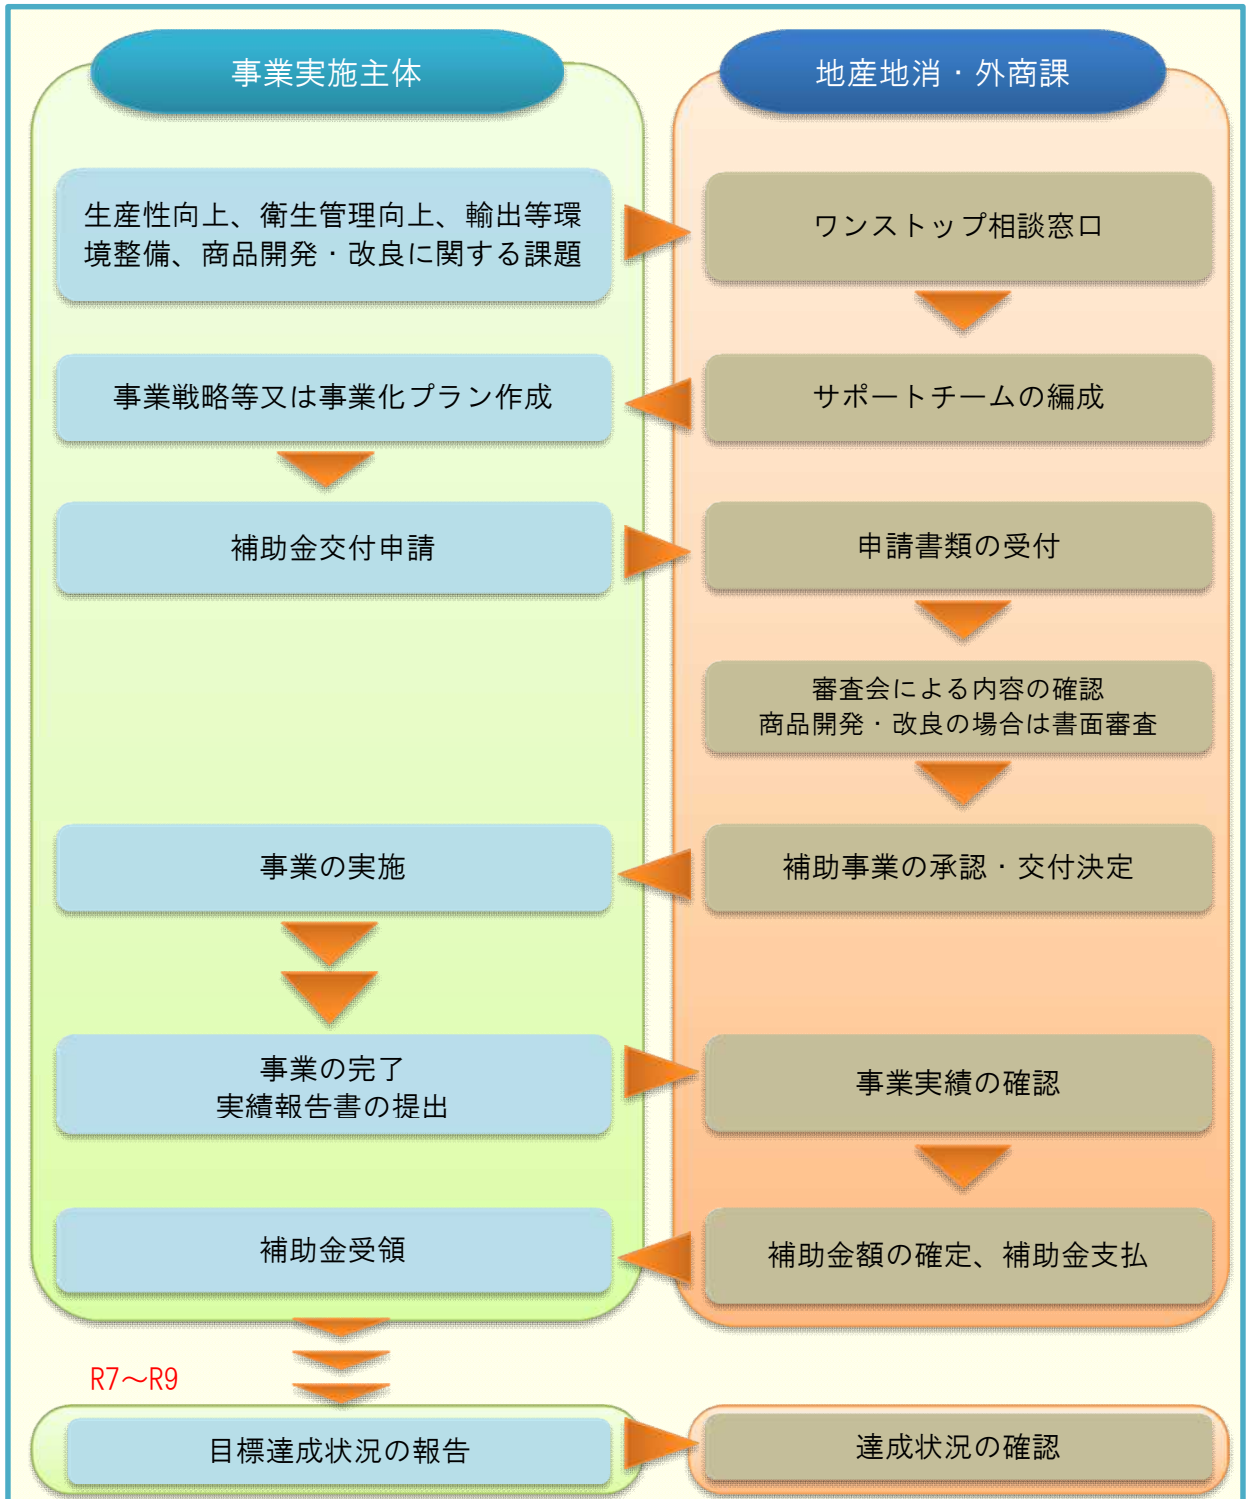 事業実施主体
地産地消・外商課
生産性向上、衛生管理向上、輸出等環
境整備、商品開発・改良に関する課題
ワンストップ相談窓口
事業戦略等又は事業化プラン作成
サポートチームの編成
補助金交付申請
申請書類の受付
審査会による内容の確認
商品開発・改良の場合は書面審査
事業の実施
補助事業の承認・交付決定
事業の完了
実績報告書の提出
事業実績の確認
補助金受領
補助金額の確定、補助金支払
R7～R9
目標達成状況の報告
達成状況の確認